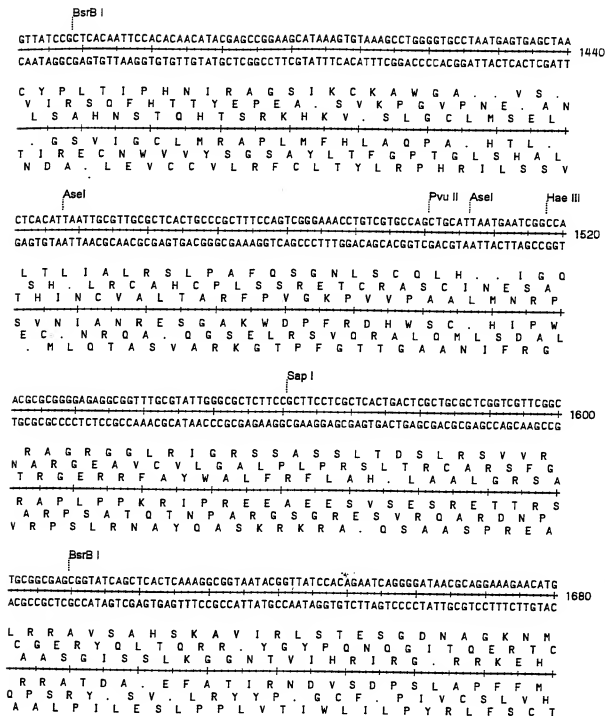 BsrB I
GTTATCCGCTCACAATTCCACACAACATACGAGCCGGAAGCATAAAGTGTAAAGCCTGGGGTGCCTAATGAGTGAGCTAA
1440
CAATAGGCGAGTGTTAAGGTGTGTTGTATGCTCGGCCTTCGTATTTCACATTTCGGACCCCACGGATTACTCACTCGATT
C Y P L T I P H N I R A G S I K C K A W G A . . V S .
V I R S Q F H T T Y E P E A . S V K P G V P N E . A N
L S A H N S T Q H T S R K H K V . S L G C L M S E L
. G S V I G C L M R A P L M F H L A Q P A . H T L .
T I R E C N W V V Y S G S A Y L T F G P T G L S H A L
N D A . L E V C C V L R F C L T Y L R P H R I L S S V
AseI Pvu II AseI Hae III
CTCACATTAATTGCGTTGCGCTCACTGCCCGCTTTCCAGTCGGGAAACCTGTCGTGCCAGCTGCATTAATGAATCGGCCA
1520
GAGTGTAATTAACGCAACGCGAGTGACGGGCGAAAGGTCAGCCCTTTGGACAGCACGGTCGACGTAATTACTTAGCCGGT
L T L I A L R S L P A F Q S G N L S C Q L H . . I G Q
S H . L R C A H C P L S S R E T C R A S C I N E S A
T H I N C V A L T A R F P V G K P V V P A A L M N R P
S V N I A N R E S G A K W D P F R D H W S C . H I P W
E C . N R Q A . Q G S E L R S V Q R A L Q M L S D A L
. M L Q T A S V A R K G T P F G T T G A A N I F R G
Sap I
ACGCGCGGGGAGAGGCGGTTTGCGTATTGGGCGCTCTTCCGCTTCCTCGCTCACTGACTCGCTGCGCTCGGTCGTTCGGC
1600
TGCGCGCCCCTCTCCGCCAAACGCATAACCCGCGAGAAGGCGAAGGAGCGAGTGACTGAGCGACGCGAGCCAGCAAGCCG
R A G R G G L R I G R S S A S S L T D S L R S V V R
N A R G E A V C V L G A L P L P R S L T R C A R S F G
T R G E R R F A Y W A L F R F L A H . L A A L G R S A
R A P L P P K R I P R E E A E E S V S E S R E T T R S
A R P S A T Q T N P A R G S G R E S V R Q A R D N P
V R P S L R N A Y Q A S K R K R A . Q S A A S P R E A
BsrB I
TGCGGCGAGCGGTATCAGCTCACTCAAAGGCGGTAATACGGTTATCCACAGAATCAGGGGATAACGCAGGAAAGAACATG
1680
ACGCCGCTCGCCATAGTCGAGTGAGTTTCCGCCATTATGCCAATAGGTGTCTTAGTCCCCTATTGCGTCCTTTCTTGTAC
L R R A V S A H S K A V I R L S T E S G D N A G K N M
C G E R Y Q L T Q R R . Y G Y P Q N Q G I T Q E R T C
A A S G I S S L K G G N T V I H R I R G . R R K E H
R R A T D A . E F A T I R N D V S D P S L A P F F M
Q P S R Y . S V . L R Y Y P . G C F . P I V C S L V H
A A L P I L E S L P P L V T I W L I L P Y R L F S C T